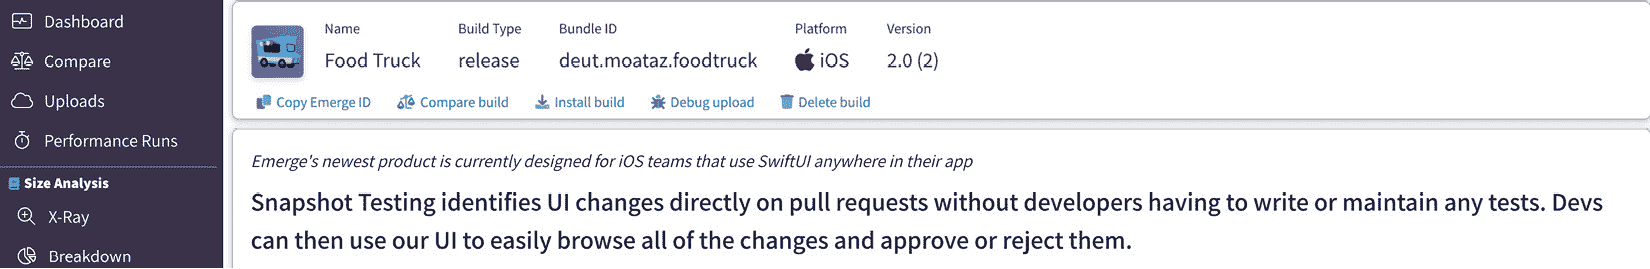 Dashboard
Compare
Uploads
Performance Runs
Size Analysis
X-Ray
Breakdown
Name Build Type Bundle ID Platform Version
Food Truck release deut.moataz.foodtruck iOS 2.0 (2)
Copy Emerge ID Compare build Install build Debug upload Delete build
Emerge's newest product is currently designed for iOS teams that use SwiftUI anywhere in their app
Snapshot Testing identifies UI changes directly on pull requests without developers having to write or maintain any tests. Devs
can then use our UI to easily browse all of the changes and approve or reject them.